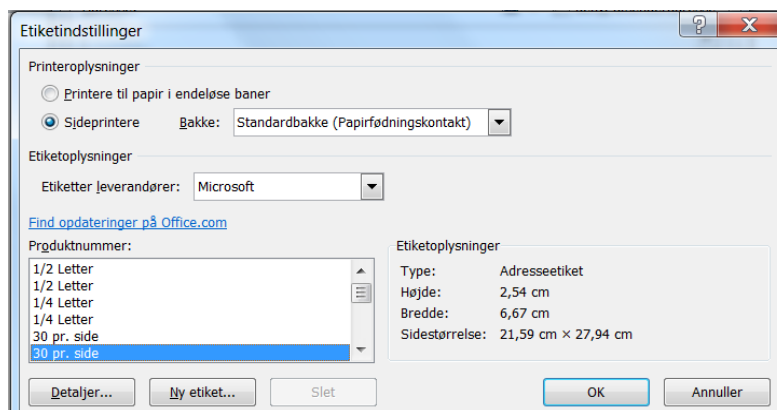 Etiketindstillinger
Printeroplysninger
Printere til papir i endeløse baner
Sideprintere Bakke: Standardbakke (Papirfødningskontakt)
Etiketoplysninger
Etiketter leverandører: Microsoft
Find opdateringer på Office.com
Produktnummer:
1/2 Letter
1/2 Letter
1/4 Letter
1/4 Letter
30 pr. side
30 pr. side
Etiketoplysninger
Type: Adresseetiket
Højde: 2,54 cm
Bredde: 6,67 cm
Sidestørrelse: 21,59 cm × 27,94 cm
Detaljer... Ny etiket... Slet OK Annuller